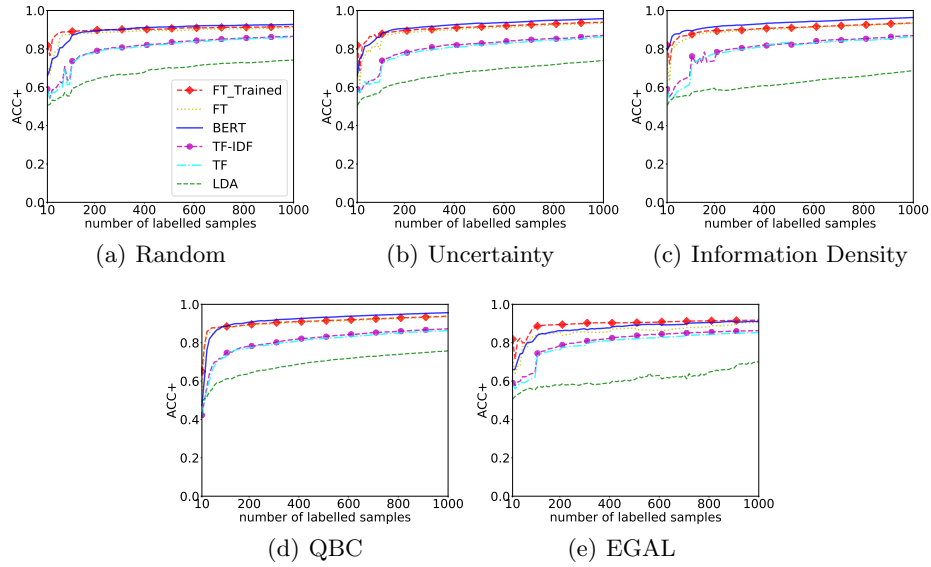 1.0
0.8
0.6
0.4
0.2
0.0
ACC+
10 200 400 600 800 1000
number of labelled samples
FT_Trained
FT
BERT
TF-IDF
TF
LDA
(a) Random
1.0
0.8
0.6
0.4
0.2
0.0
ACC+
10 200 400 600 800 1000
number of labelled samples
(b) Uncertainty
1.0
0.8
0.6
0.4
0.2
0.0
ACC+
10 200 400 600 800 1000
number of labelled samples
(c) Information Density
1.0
0.8
0.6
0.4
0.2
0.0
ACC+
10 200 400 600 800 1000
number of labelled samples
(d) QBC
1.0
0.8
0.6
0.4
0.2
0.0
ACC+
10 200 400 600 800 1000
number of labelled samples
(e) EGAL